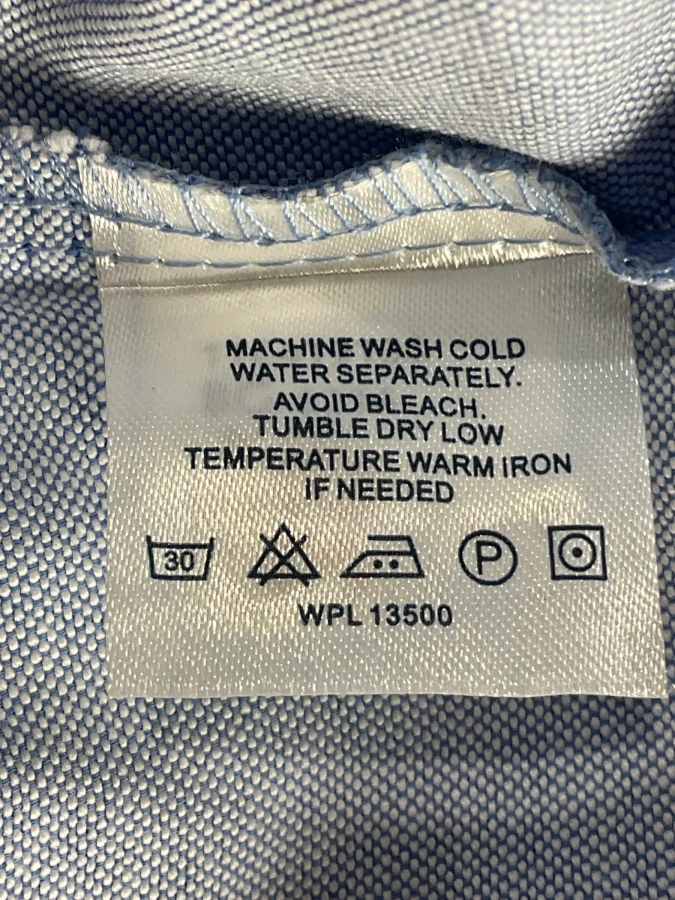 MACHINE WASH COLD
WATER SEPARATELY.
AVOID BLEACH.
TUMBLE DRY LOW
TEMPERATURE WARM IRON
IF NEEDED
30 P
WPL 13500